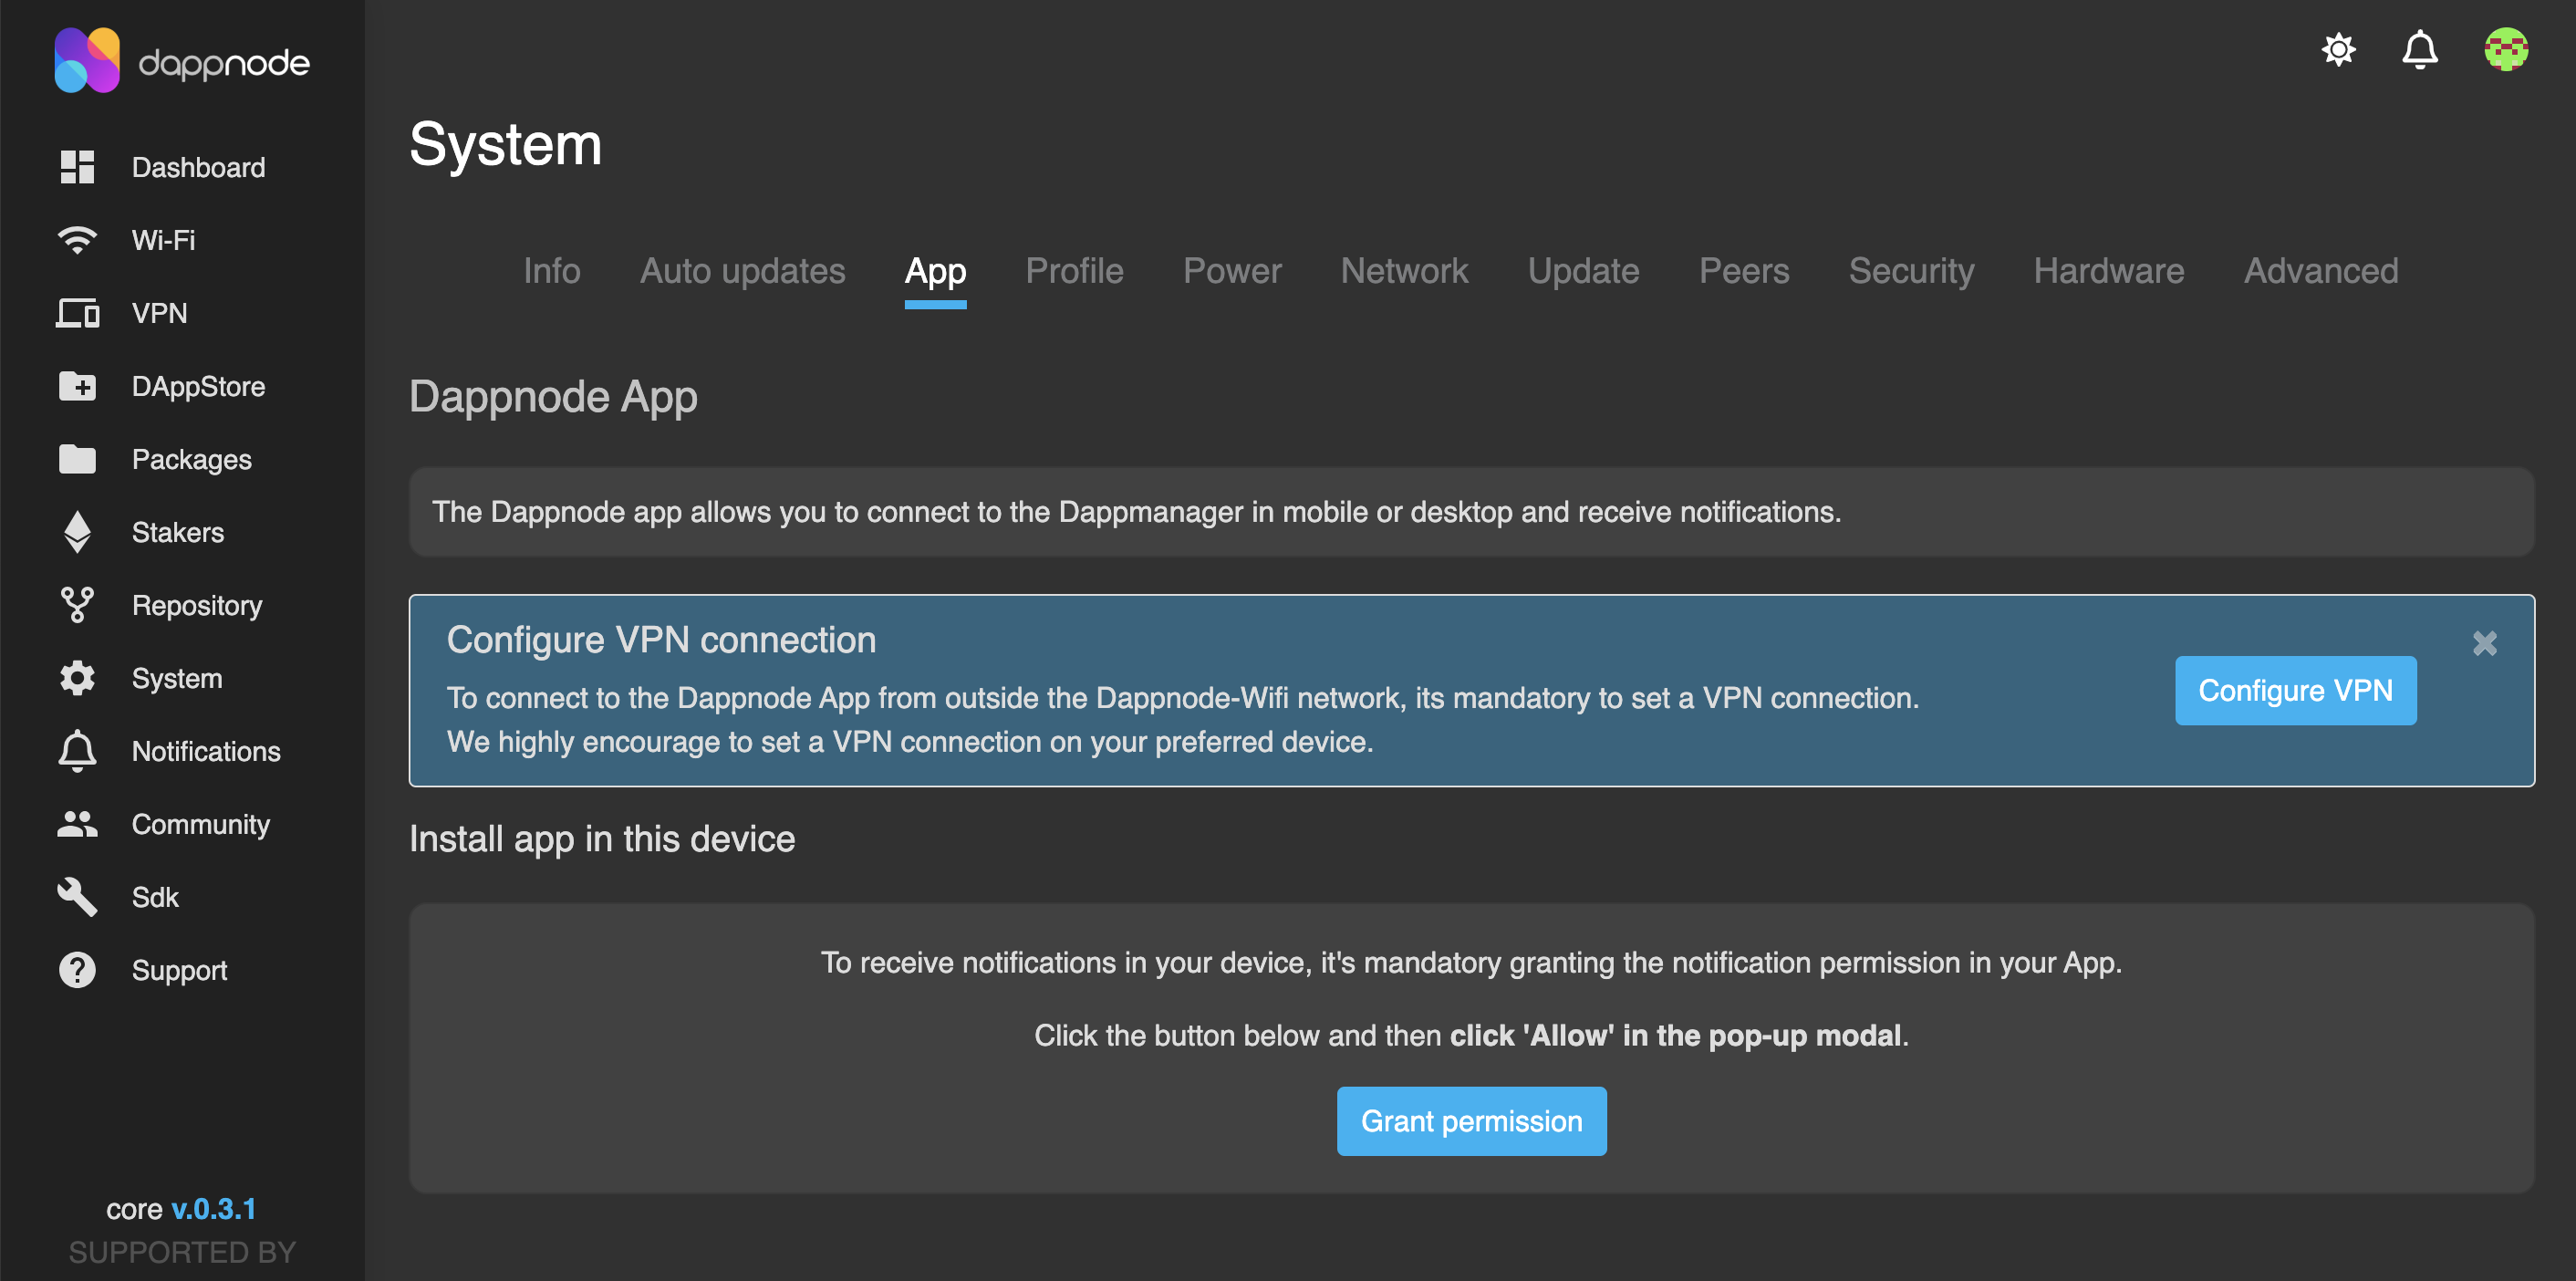 dappnode
Dashboard
Wi-Fi
VPN
DAppStore
Packages
Stakers
Repository
System
Notifications
Community
Sdk
Support
core v.0.3.1
SUPPORTED BY
System
Info Auto updates App Profile Power Network Update Peers Security Hardware Advanced
Dappnode App
The Dappnode app allows you to connect to the Dappmanager in mobile or desktop and receive notifications.
Configure VPN connection
To connect to the Dappnode App from outside the Dappnode-Wifi network, its mandatory to set a VPN connection.
We highly encourage to set a VPN connection on your preferred device.
Configure VPN
Install app in this device
To receive notifications in your device, it's mandatory granting the notification permission in your App.
Click the button below and then click 'Allow' in the pop-up modal.
Grant permission